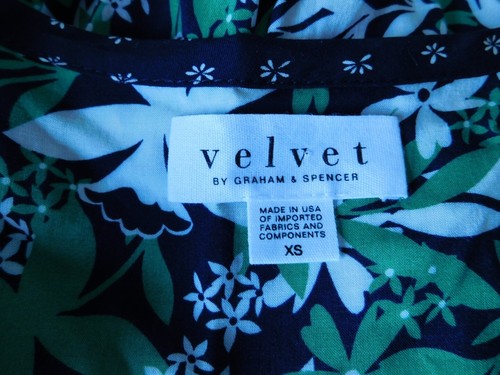 velvet
BY GRAHAM & SPENCER
MADE IN USA
OF IMPORTED
FABRICS AND
COMPONENTS
XS